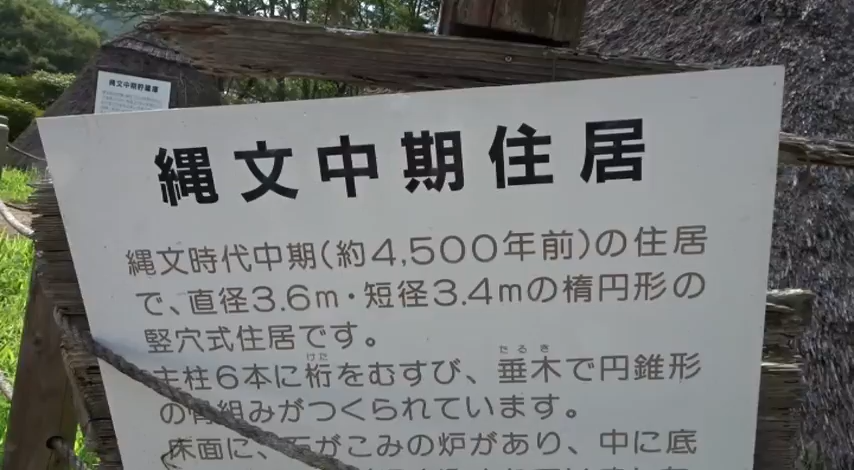 縄文中期住居
縄文時代中期(約4,500年前)の住居
で、直径3.6m・短径3.4mの楕円形の
竪穴式住居です。
主柱6本に桁をむすび、垂木で円錐形
の骨組みがつくられています。
床面に、石がこみの炉があり、中に底